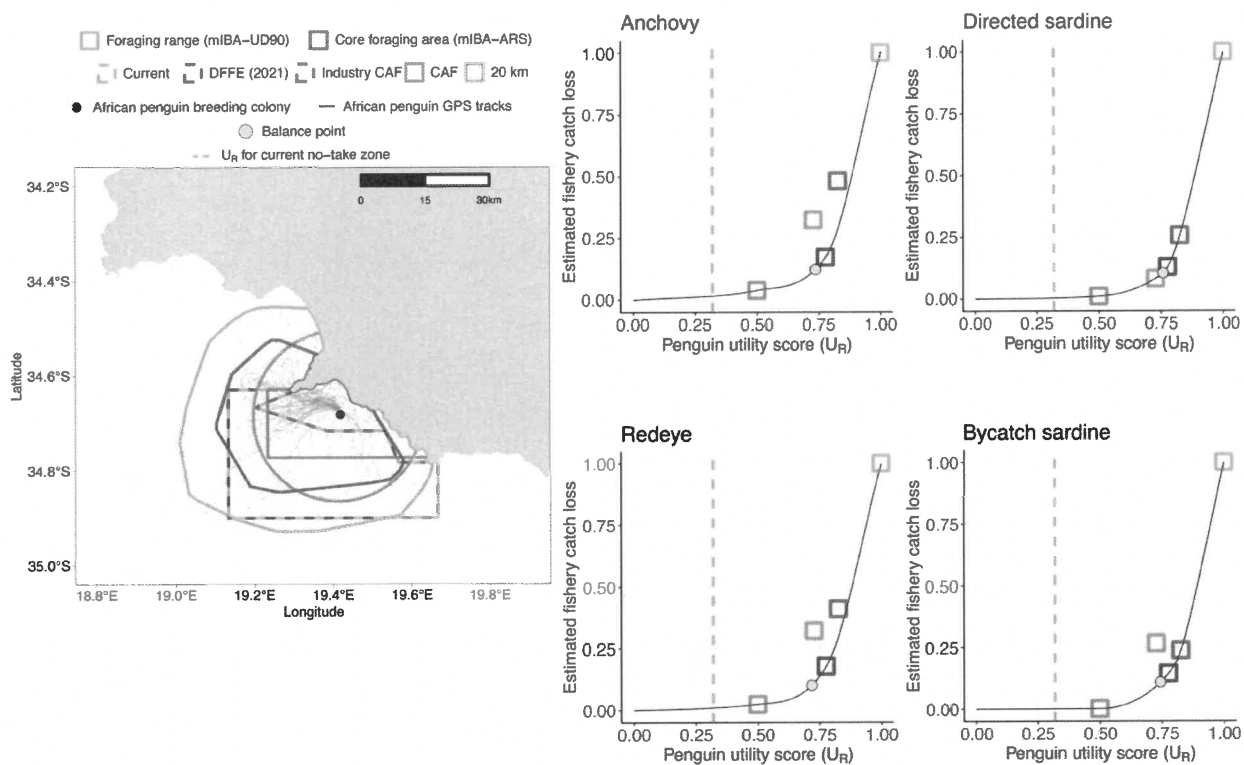 Foraging range (mIBA−UD90) Core foraging area (mIBA−ARS)
Current DFFE (2021) Industry CAF CAF 20 km
African penguin breeding colony African penguin GPS tracks
Balance point
U_R for current no−take zone
34.2°S
34.4°S
34.6°S
34.8°S
35.0°S
Latitude
0 15 30km
18.8°E 19.0°E 19.2°E 19.4°E 19.6°E 19.8°E
Longitude
Anchovy
Estimated fishery catch loss
1.00
0.75
0.50
0.25
0.00
0.00 0.25 0.50 0.75 1.00
Penguin utility score (U_R)
Directed sardine
Estimated fishery catch loss
1.00
0.75
0.50
0.25
0.00
0.00 0.25 0.50 0.75 1.00
Penguin utility score (U_R)
Redeye
Estimated fishery catch loss
1.00
0.75
0.50
0.25
0.00
0.00 0.25 0.50 0.75 1.00
Penguin utility score (U_R)
Bycatch sardine
Estimated fishery catch loss
1.00
0.75
0.50
0.25
0.00
0.00 0.25 0.50 0.75 1.00
Penguin utility score (U_R)